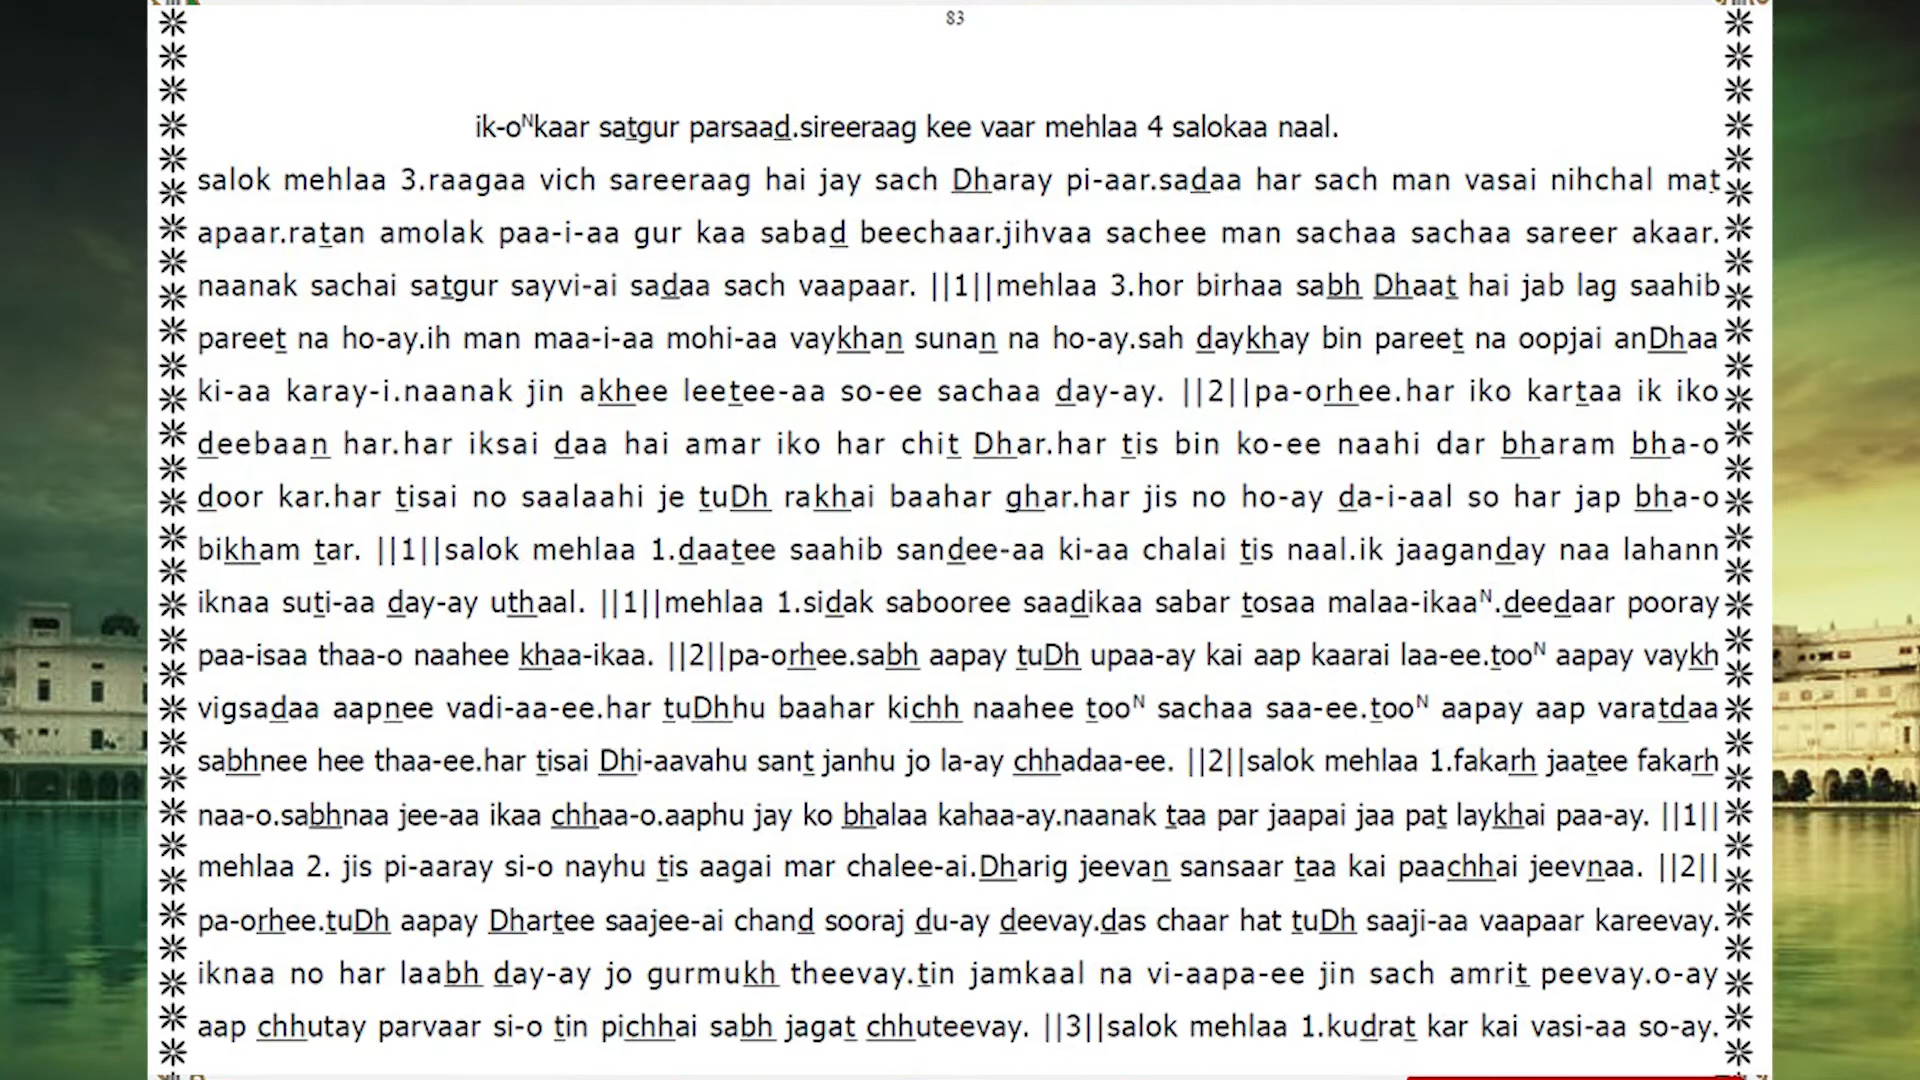 83
ik-oᴺkaar satgur parsaad.sireeraag kee vaar mehlaa 4 salokaa naal.
salok mehlaa 3.raagaa vich sareeraag hai jay sach Dharay pi-aar.sadaa har sach man vasai nihchal mat
apaar.ratan amolak paa-i-aa gur kaa sabad beechaar.jihvaa sachee man sachaa sachaa sareer akaar.
naanak sachai satgur sayvi-ai sadaa sach vaapaar. ||1||mehlaa 3.hor birhaa sabh Dhaat hai jab lag saahib
pareet na ho-ay.ih man maa-i-aa mohi-aa vaykhan sunan na ho-ay.sah daykhay bin pareet na oopjai anDhaa
ki-aa karay-i.naanak jin akhee leetee-aa so-ee sachaa day-ay. ||2||pa-orhee.har iko kartaa ik iko
deebaan har.har iksai daa hai amar iko har chit Dhar.har tis bin ko-ee naahi dar bharam bha-o
door kar.har tisai no saalaahi je tuDh rakhai baahar ghar.har jis no ho-ay da-i-aal so har jap bha-o
bikham tar. ||1||salok mehlaa 1.daatee saahib sandee-aa ki-aa chalai tis naal.ik jaaganday naa lahann
iknaa suti-aa day-ay uthaal. ||1||mehlaa 1.sidak sabooree saadikaa sabar tosaa malaa-ikaaᴺ.deedaar pooray
paa-isaa thaa-o naahee khaa-ikaa. ||2||pa-orhee.sabh aapay tuDh upaa-ay kai aap kaarai laa-ee.tooᴺ aapay vaykh
vigsadaa aapnee vadi-aa-ee.har tuDhhu baahar kichh naahee tooᴺ sachaa saa-ee.tooᴺ aapay aap varatdaa
sabhnee hee thaa-ee.har tisai Dhi-aavahu sant janhu jo la-ay chhadaa-ee. ||2||salok mehlaa 1.fakarh jaatee fakarh
naa-o.sabhnaa jee-aa ikaa chhaa-o.aaphu jay ko bhalaa kahaa-ay.naanak taa par jaapai jaa pat laykhai paa-ay. ||1||
mehlaa 2. jis pi-aaray si-o nayhu tis aagai mar chalee-ai.Dharig jeevan sansaar taa kai paachhai jeevnaa. ||2||
pa-orhee.tuDh aapay Dhartee saajee-ai chand sooraj du-ay deevay.das chaar hat tuDh saaji-aa vaapaar kareevay.
iknaa no har laabh day-ay jo gurmukh theevay.tin jamkaal na vi-aapa-ee jin sach amrit peevay.o-ay
aap chhutay parvaar si-o tin pichhai sabh jagat chhuteevay. ||3||salok mehlaa 1.kudrat kar kai vasi-aa so-ay.